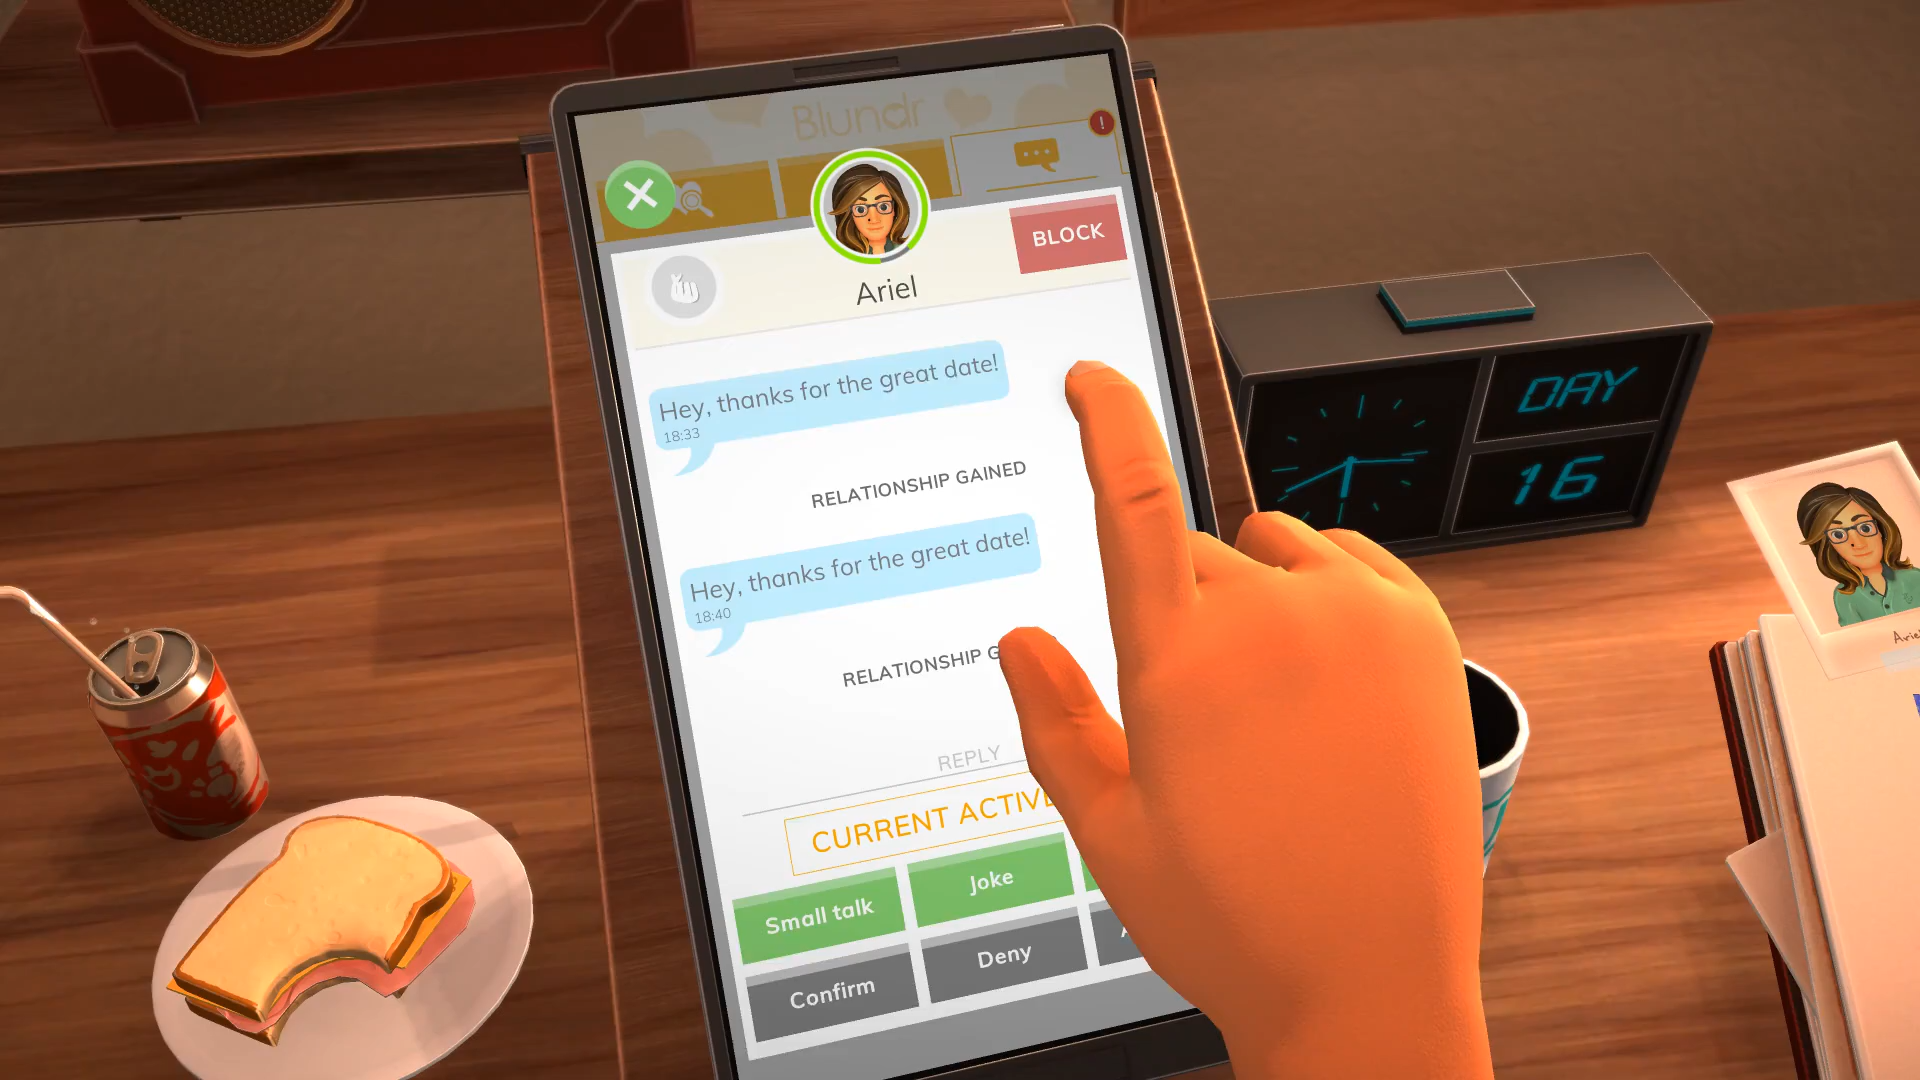 Blundr
!
BLOCK
Ariel
Hey, thanks for the great date!
18:33
RELATIONSHIP GAINED
Hey, thanks for the great date!
18:40
RELATIONSHIP
REPLY
CURRENT
Small talk
Joke
Confirm
Deny
DAY
16